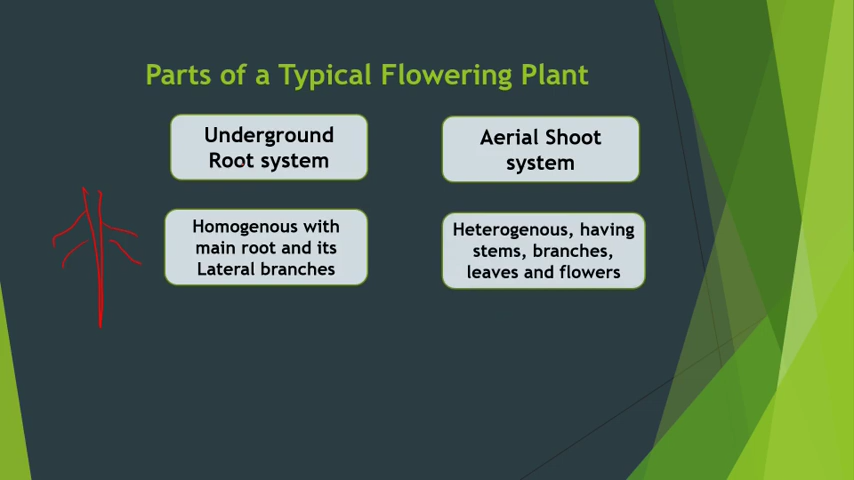 Parts of a Typical Flowering Plant
Underground
Root system
Aerial Shoot
system
Homogenous with
main root and its
Lateral branches
Heterogenous, having
stems, branches,
leaves and flowers